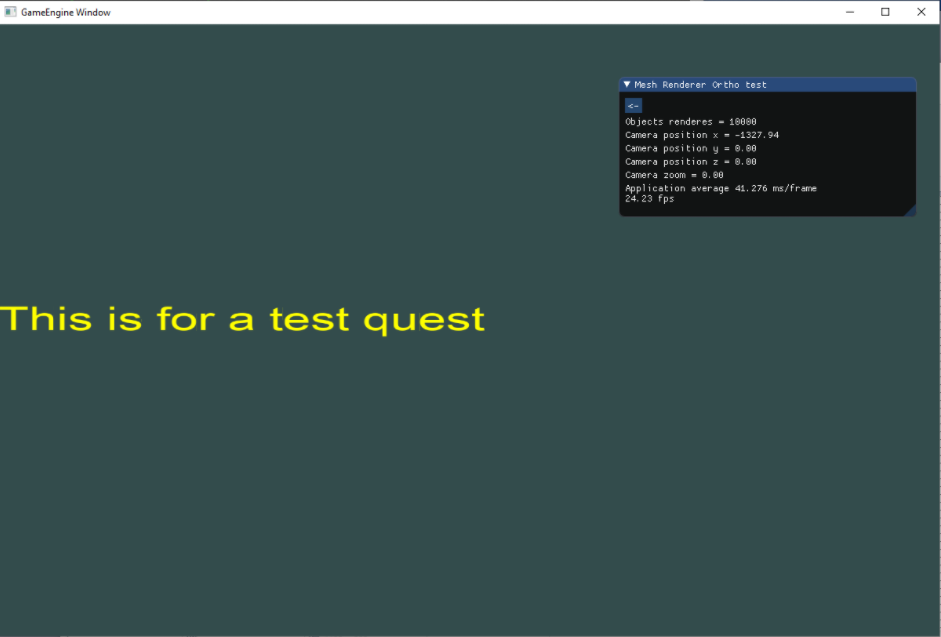 GameEngine Window
Mesh Renderer Ortho test
<-
Objects renderes = 10000
Camera position x = -1327.94
Camera position y = 0.00
Camera position z = 0.00
Camera zoom = 0.00
Application average 41.276 ms/frame
24.23 fps
This is for a test quest